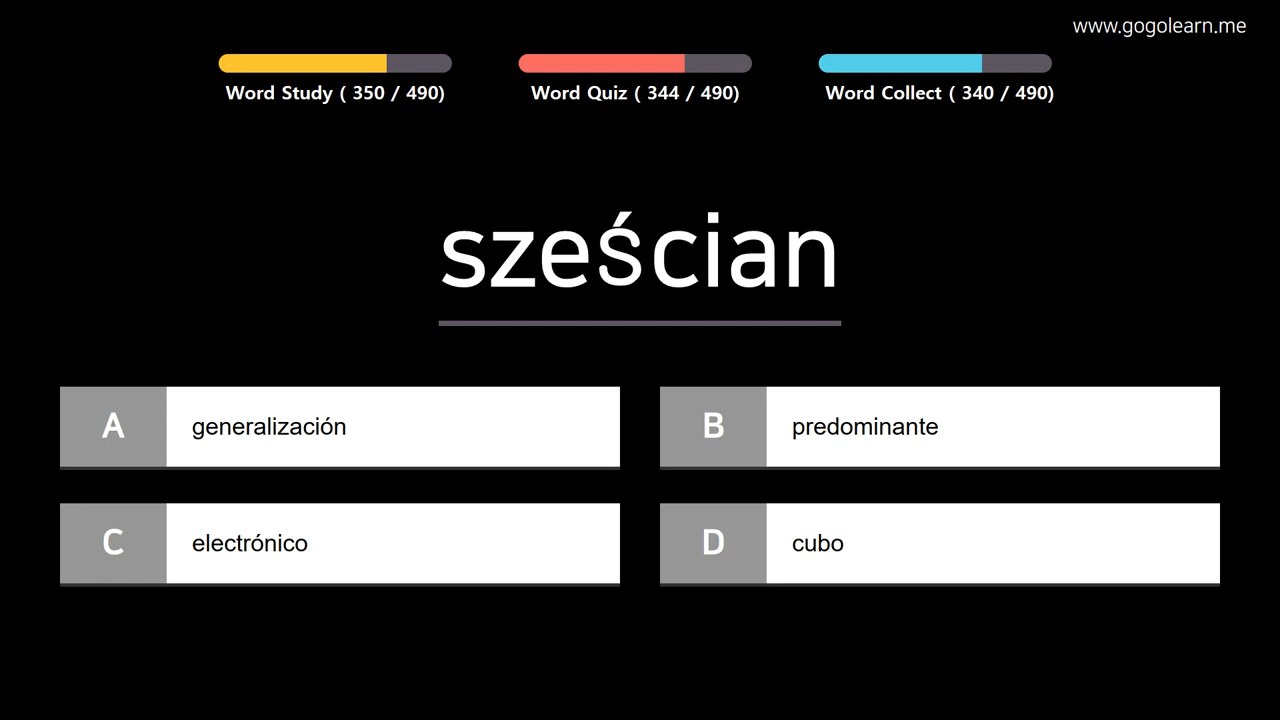 www.gogolearn.me
Word Study ( 350 / 490)
Word Quiz ( 344 / 490)
Word Collect ( 340 / 490)
sześcian
A generalización
B predominante
C electrónico
D cubo